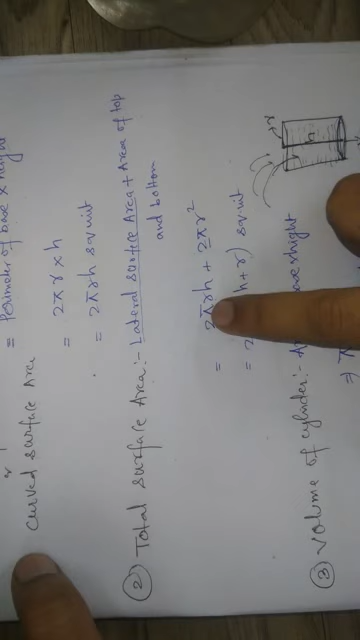 = Perimeter of base × height
Curved surface Area
= 2πr × h
= 2πrh sq unit
② Total surface Area:- Lateral surface Area + Area of top
and bottom
= 2πrh + 2πr²
= 2 h+r) sq unit
③ Volume of cylinder:-
r
h